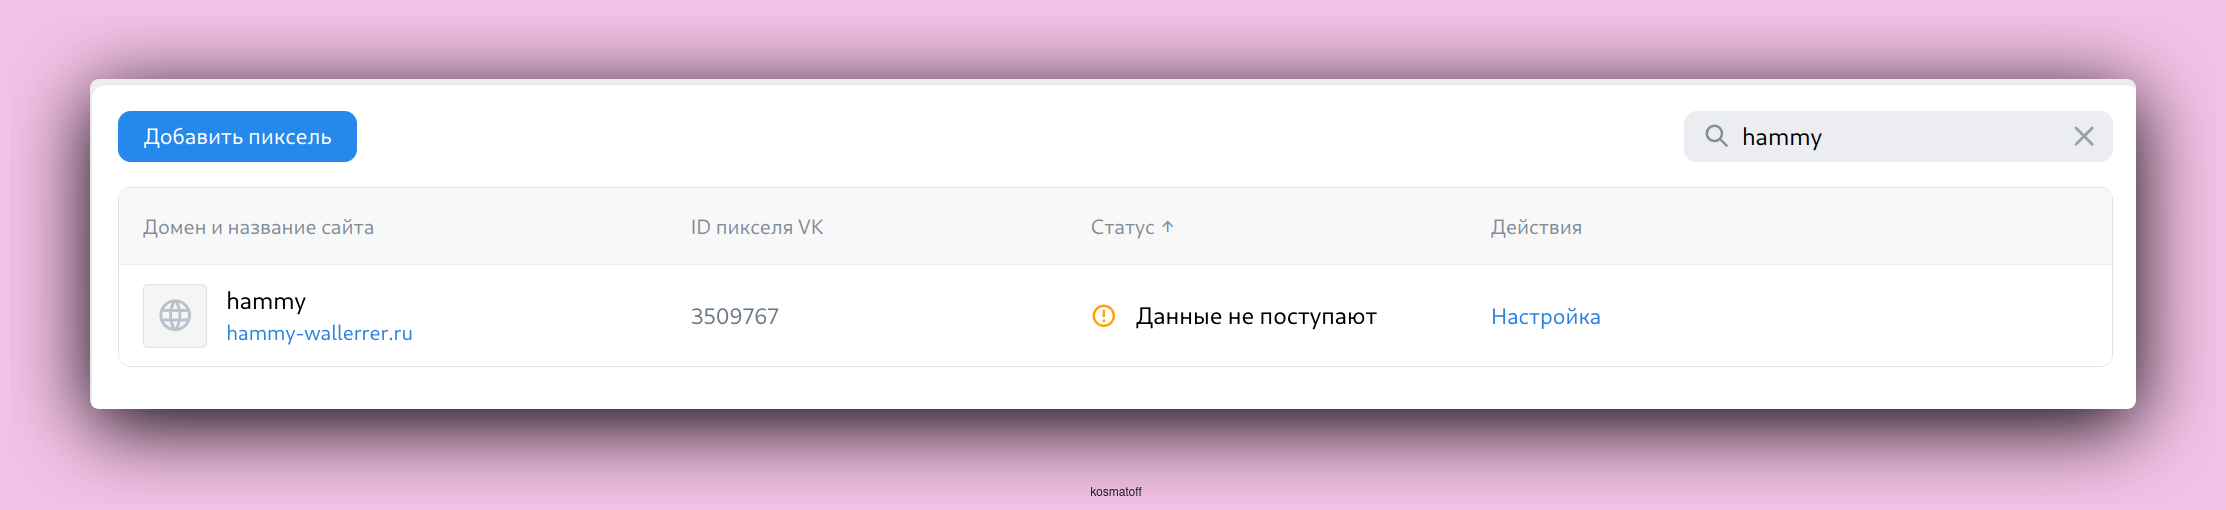 Добавить пиксель
hammy
Домен и название сайта
ID пикселя VK
Статус ↑
Действия
hammy
hammy-wallerrer.ru
3509767
Данные не поступают
Настройка
kosmatoff